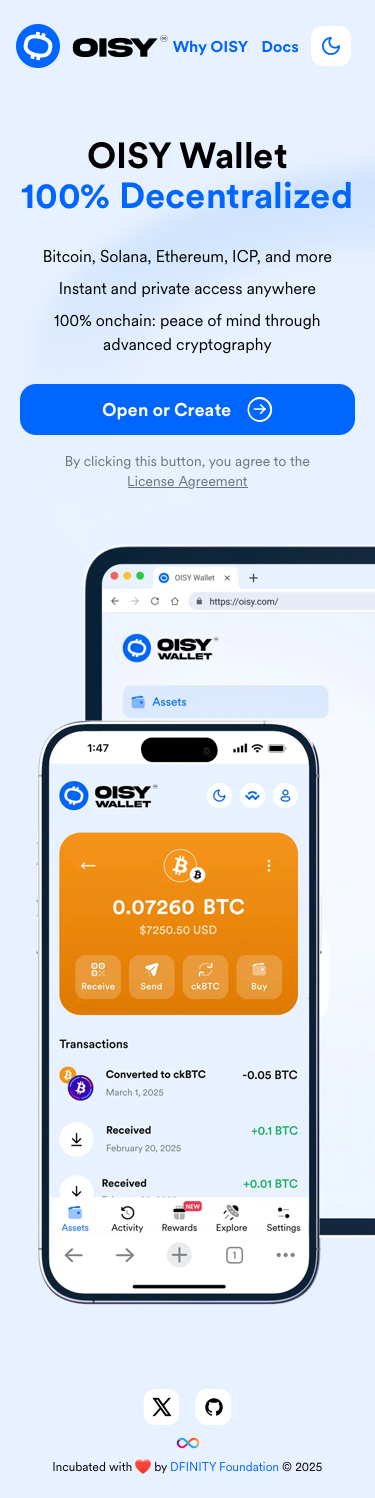 OISY Why OISY Docs
OISY Wallet
100% Decentralized
Bitcoin, Solana, Ethereum, ICP, and more
Instant and private access anywhere
100% onchain: peace of mind through
advanced cryptography
Open or Create
By clicking this button, you agree to the
License Agreement
OISY Wallet
https://oisy.com/
OISY
WALLET
Assets
1:47
OISY
WALLET
0.07260 BTC
$7250.50 USD
Receive Send ckBTC Buy
Transactions
Converted to ckBTC -0.05 BTC
March 1, 2025
Received +0.1 BTC
February 20, 2025
Received +0.01 BTC
NEW
Assets Activity Rewards Explore Settings
1
Incubated with ❤️ by DFINITY Foundation © 2025